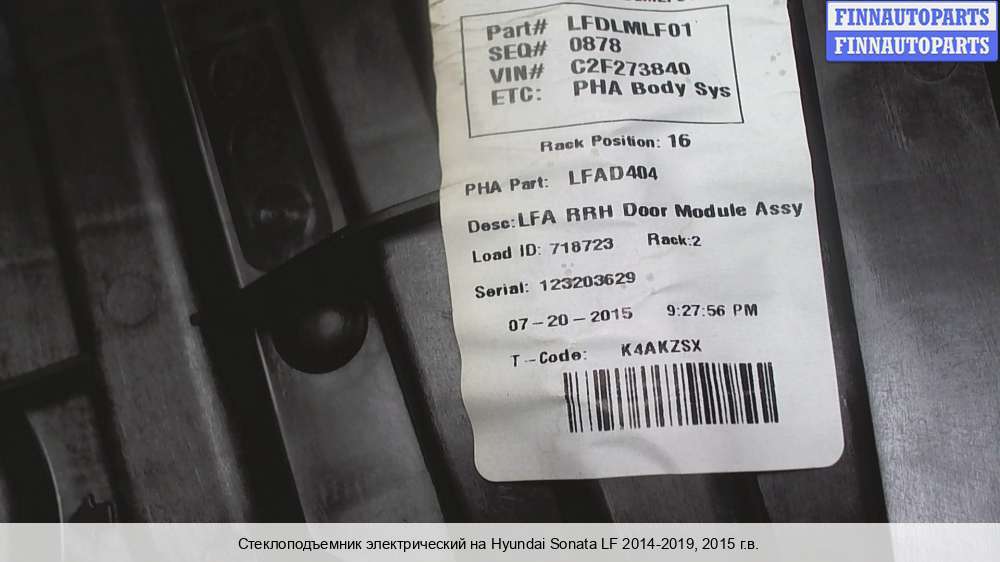 FINNAUTOPARTS
FINNAUTOPARTS
Part# LFDLMLF01
SEQ# 0878
VIN# C2F273840
ETC: PHA Body Sys
Rack Position: 16
PHA Part: LFAD404
Desc: LFA RRH Door Module Assy
Load ID: 718723 Rack: 2
Serial: 123203629
07-20-2015 9:27:56 PM
T-Code: K4AKZSX
Стеклоподъемник электрический на Hyundai Sonata LF 2014-2019, 2015 г.в.